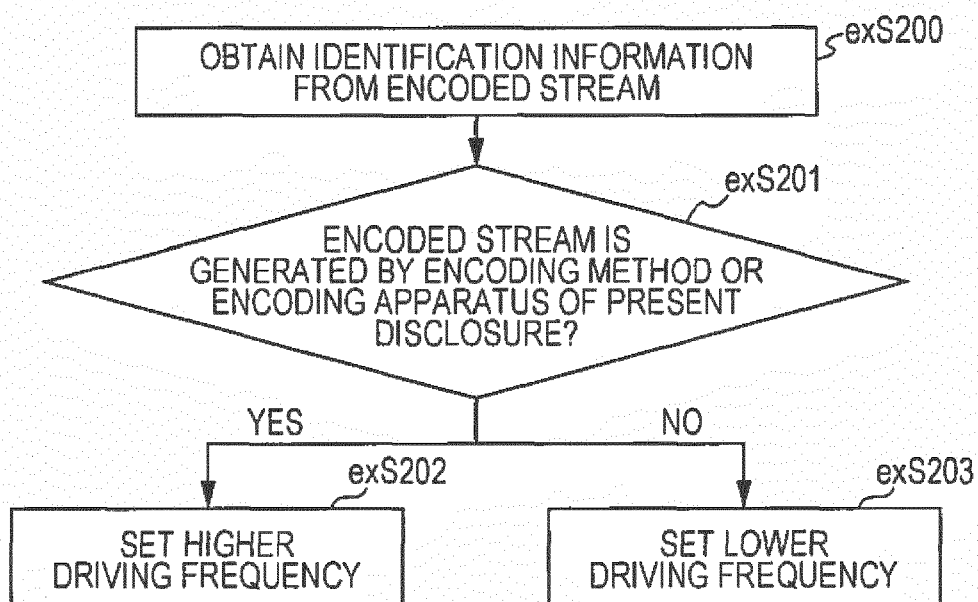 exS200
OBTAIN IDENTIFICATION INFORMATION
FROM ENCODED STREAM
exS201
ENCODED STREAM IS
GENERATED BY ENCODING METHOD OR
ENCODING APPARATUS OF PRESENT
DISCLOSURE?
YES
NO
exS202
exS203
SET HIGHER
DRIVING FREQUENCY
SET LOWER
DRIVING FREQUENCY